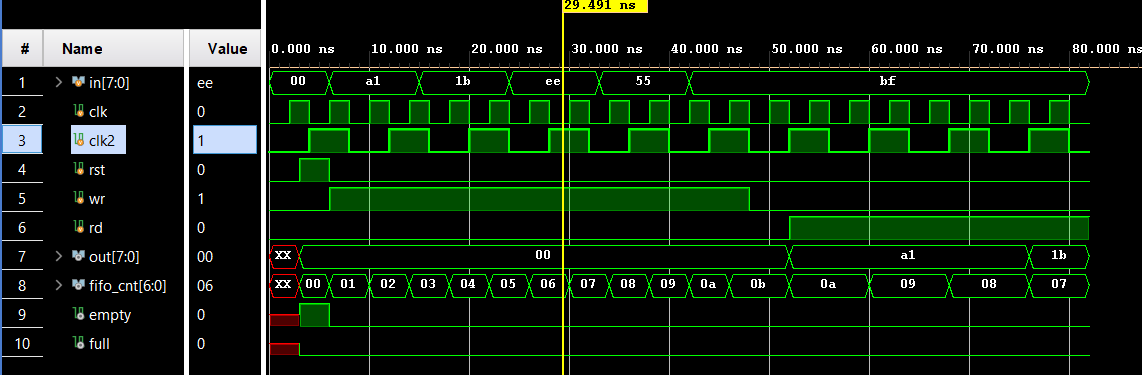 29.491 ns
# Name Value 0.000 ns 10.000 ns 20.000 ns 30.000 ns 40.000 ns 50.000 ns 60.000 ns 70.000 ns 80.000 ns
1 in[7:0] ee 00 a1 1b ee 55 bf
2 clk 0
3 clk2 1
4 rst 0
5 wr 1
6 rd 0
7 out[7:0] 00 XX 00 a1 1b
8 fifo_cnt[6:0] 06 XX 00 01 02 03 04 05 06 07 08 09 0a 0b 0a 09 08 07
9 empty 0
10 full 0